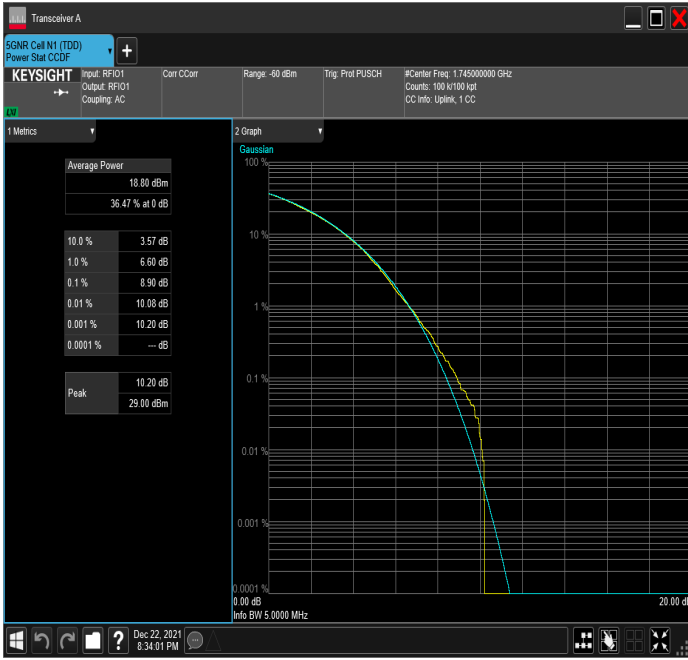 Transceiver A
5GNR Cell N1 (TDD)
Power Stat CCDF
KEYSIGHT
Input: RFIO1
Output: RFIO1
Coupling: AC
Corr CCorr
Range: -60 dBm
Trig: Prot PUSCH
#Center Freq: 1.745000000 GHz
Counts: 100 k/100 kpt
CC Info: Uplink, 1 CC
LXI
1 Metrics
Average Power
18.80 dBm
36.47 % at 0 dB
10.0 % 3.57 dB
1.0 % 6.60 dB
0.1 % 8.90 dB
0.01 % 10.08 dB
0.001 % 10.20 dB
0.0001 % --- dB
Peak
10.20 dB
29.00 dBm
2 Graph
Gaussian
100 %
10 %
1 %
0.1 %
0.01 %
0.001 %
0.0001 %
0.00 dB
20.00 dB
Info BW 5.0000 MHz
?
Dec 22, 2021
8:34:01 PM